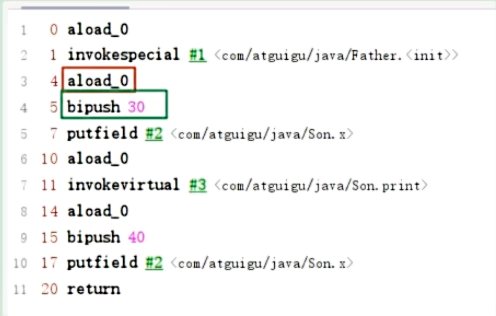 1 0 aload_0
2 1 invokespecial #1 <com/atguigu/java/Father.<init>>
3 4 aload_0
4 5 bipush 30
5 7 putfield #2 <com/atguigu/java/Son.x>
6 10 aload_0
7 11 invokevirtual #3 <com/atguigu/java/Son.print>
8 14 aload_0
9 15 bipush 40
10 17 putfield #2 <com/atguigu/java/Son.x>
11 20 return